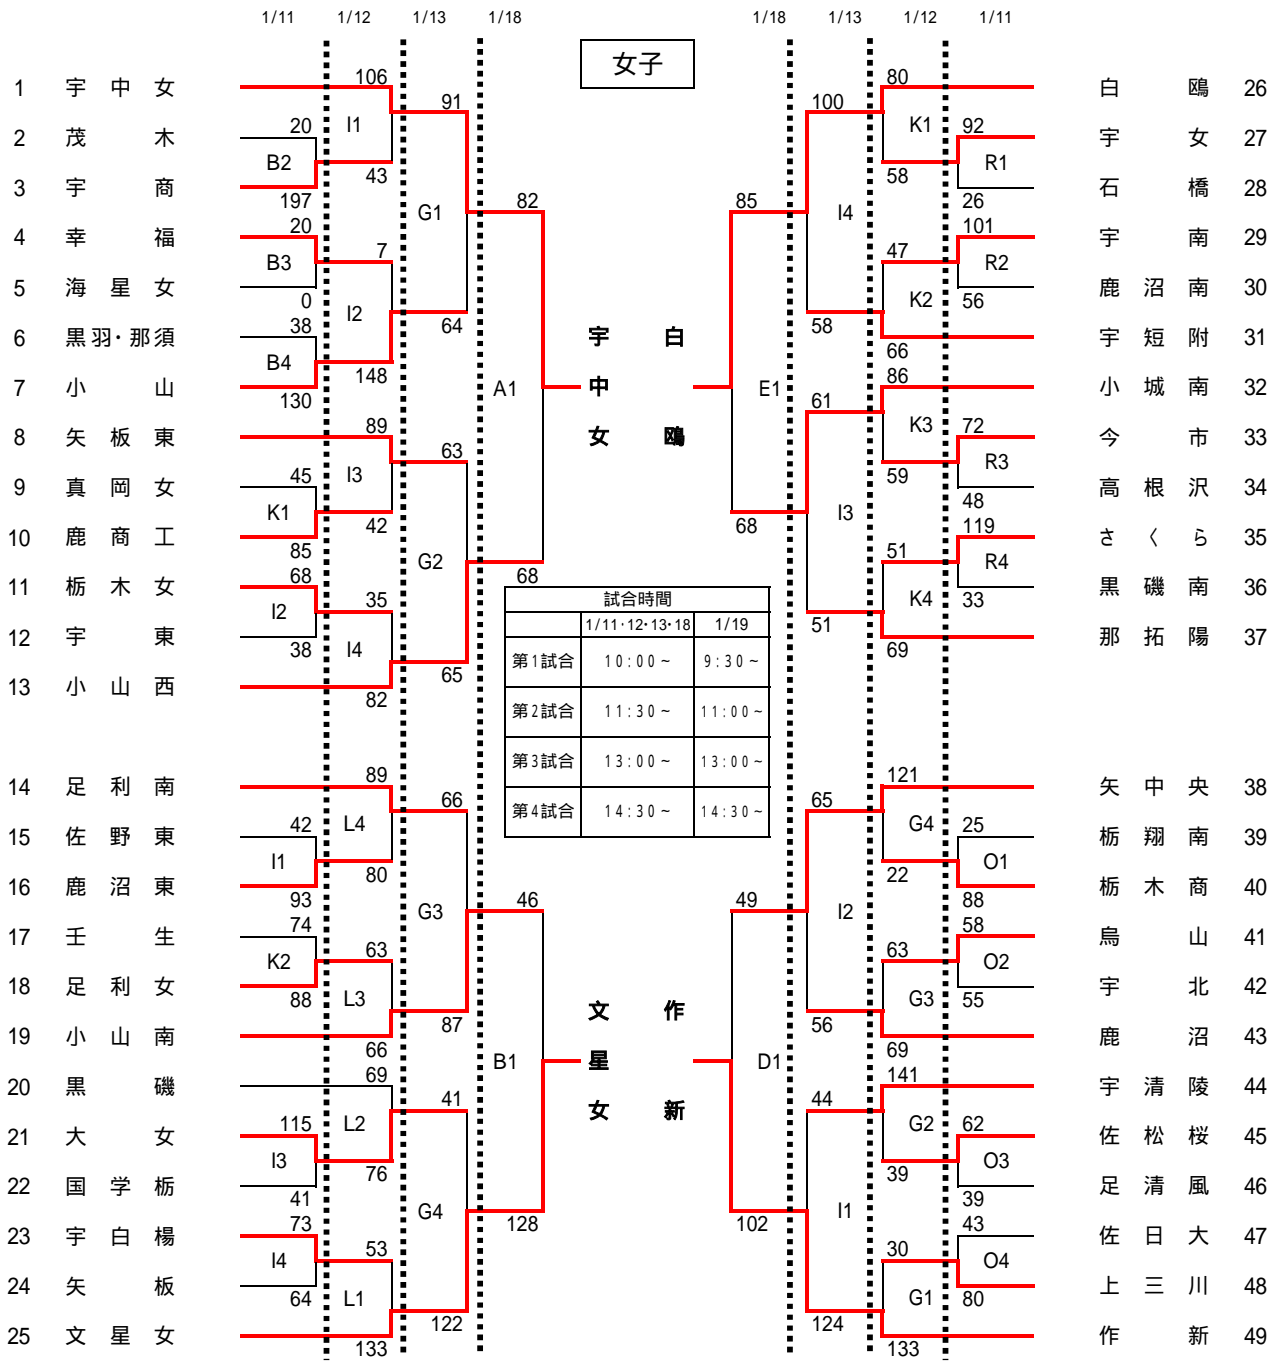 1/11 1/12 1/13 1/18 1/18 1/13 1/12 1/11
女子
1 宇中女 106 80 白鴎 26
91 100
2 茂木 20 I1 K1 92 宇女 27
B2 R1
3 宇商 43 58 石橋 28
197 G1 82 85 I4 26
4 幸福 20 7 47 101 宇南 29
B3 R2
5 海星女 0 I2 K2 56 鹿沼南 30
64 58
6 黒羽・那須 38 宇 白 66 宇短附 31
B4 148
7 小山 130 A1 中 E1 86 小城南 32
61
8 矢板東 89 女 鴎 K3 72 今市 33
63
9 真岡女 45 I3 59 R3 高根沢 34
K1 42 68 I3 48
10 鹿商工 85 51 119 さくら 35
G2 R4
11 栃木女 68 35 68 K4 33 黒磯南 36
I2 試合時間
12 宇東 38 I4 1/11・12・13・18 1/19 51 69 那拓陽 37
65 第1試合 10:00~ 9:30~
13 小山西 82
第2試合 11:30~ 11:00~
第3試合 13:00~ 13:00~
14 足利南 89 121 矢中央 38
66 第4試合 14:30~ 14:30~ 65
15 佐野東 42 L4 G4 25 栃翔南 39
I1 80 22 O1
16 鹿沼東 93 88 栃木商 40
G3 46 49 I2
17 壬生 74 63 63 58 烏山 41
K2 O2
18 足利女 88 L3 G3 55 宇北 42
87 文 作 56
19 小山南 66 69 鹿沼 43
B1 星 新 D1
20 黒磯 69 141 宇清陵 44
41 女 44
21 大女 115 L2 G2 62 佐松桜 45
I3 76 39 O3
22 国学栃 41 39 足清風 46
G4 128 102 I1
23 宇白楊 73 53 30 43 佐日大 47
I4 O4
24 矢板 64 L1 G1 80 上三川 48
122 124
25 文星女 133 133 作新 49